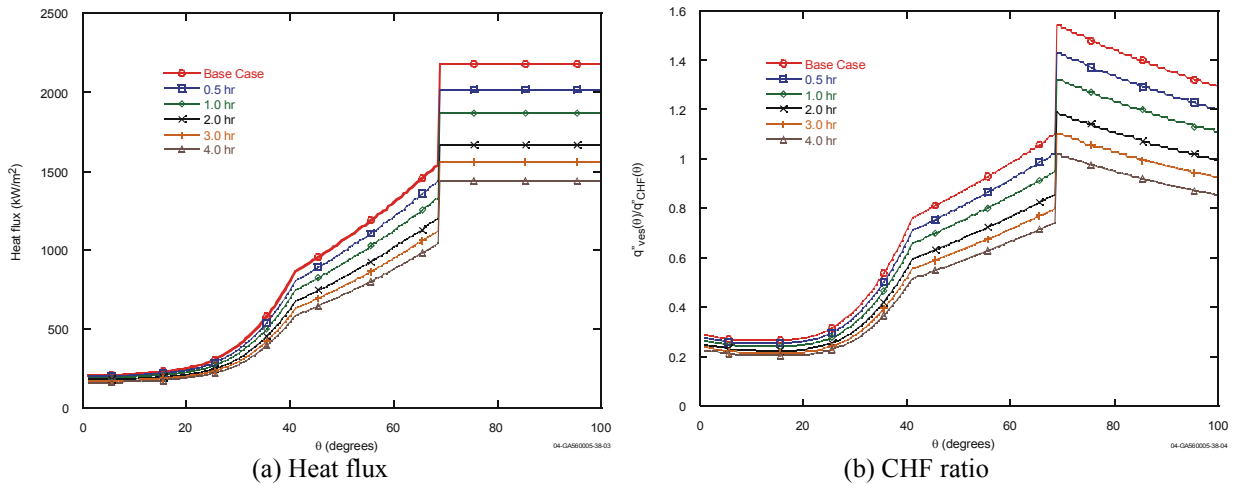 2500
2000
1500
1000
500
0
Heat flux (kW/m²)
Base Case
0.5 hr
1.0 hr
2.0 hr
3.0 hr
4.0 hr
0 20 40 60 80 100
θ (degrees)
04-GA560005-38-03
(a) Heat flux
1.6
1.4
1.2
1
0.8
0.6
0.4
0.2
0
q"ves(θ)/q"CHF(θ)
Base Case
0.5 hr
1.0 hr
2.0 hr
3.0 hr
4.0 hr
0 20 40 60 80 100
θ (degrees)
04-GA560005-38-04
(b) CHF ratio